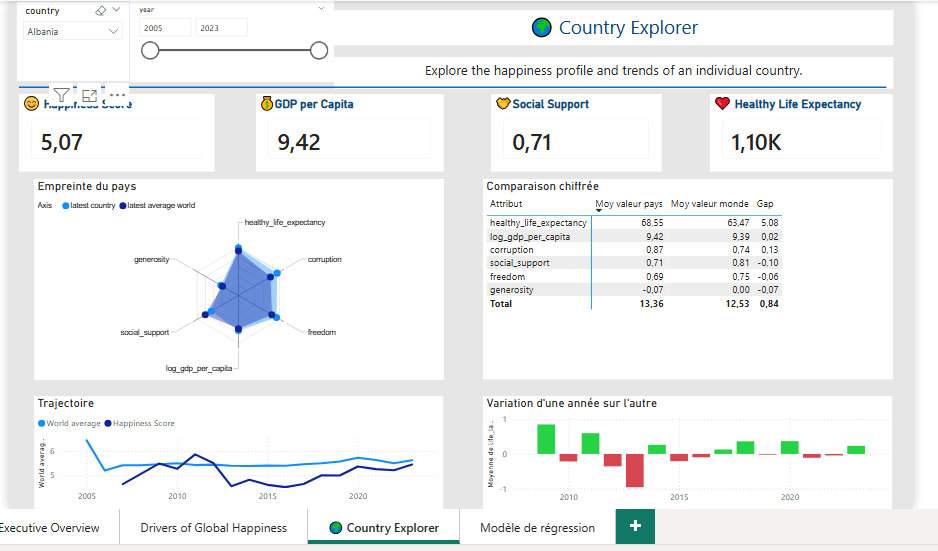 country
Albania
year
2005 2023
Country Explorer
Explore the happiness profile and trends of an individual country.
Happiness Score
5,07
GDP per Capita
9,42
Social Support
0,71
Healthy Life Expectancy
1,10K
Empreinte du pays
Axis latest country latest average world
healthy_life_expectancy
generosity corruption
social_support freedom
log_gdp_per_capita
Comparaison chiffrée
Attribut Moy valeur pays Moy valeur monde Gap
healthy_life_expectancy 68,55 63,47 5,08
log_gdp_per_capita 9,42 9,39 0,02
corruption 0,87 0,74 0,13
social_support 0,71 0,81 -0,10
freedom 0,69 0,75 -0,06
generosity -0,07 0,00 -0,07
Total 13,36 12,53 0,84
Trajectoire
World average Happiness Score
World averag...
6
5
2005 2010 2015 2020
Variation d'une année sur l'autre
Moyenne de life_la...
1
0
-1
2010 2015 2020
Executive Overview Drivers of Global Happiness Country Explorer Modèle de régression +